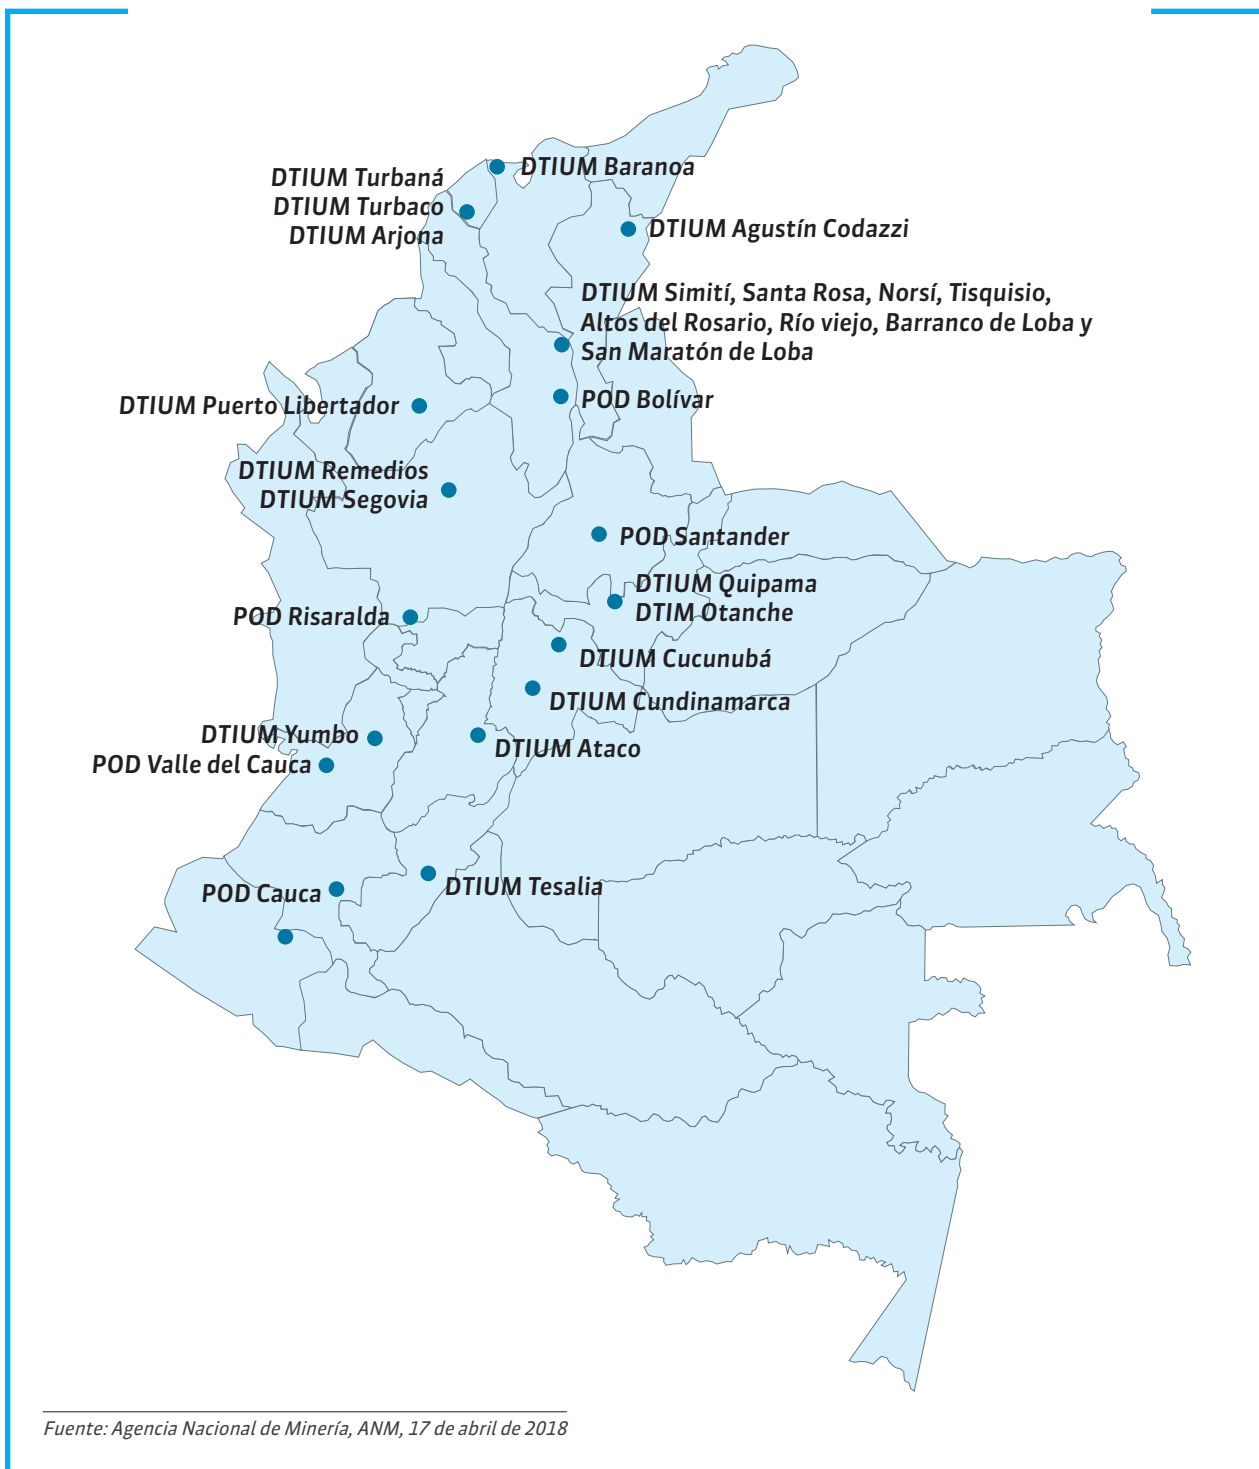 DTIUM Baranoa
DTIUM Turbaná
DTIUM Turbaco
DTIUM Arjona
DTIUM Agustín Codazzi
DTIUM Simití, Santa Rosa, Norsí, Tisquisio,
Altos del Rosario, Río viejo, Barranco de Loba y
San Maratón de Loba
POD Bolívar
DTIUM Puerto Libertador
DTIUM Remedios
DTIUM Segovia
POD Santander
DTIUM Quipama
DTIM Otanche
POD Risaralda
DTIUM Cucunubá
DTIUM Cundinamarca
DTIUM Yumbo
DTIUM Ataco
POD Valle del Cauca
DTIUM Tesalia
POD Cauca
Fuente: Agencia Nacional de Minería, ANM, 17 de abril de 2018